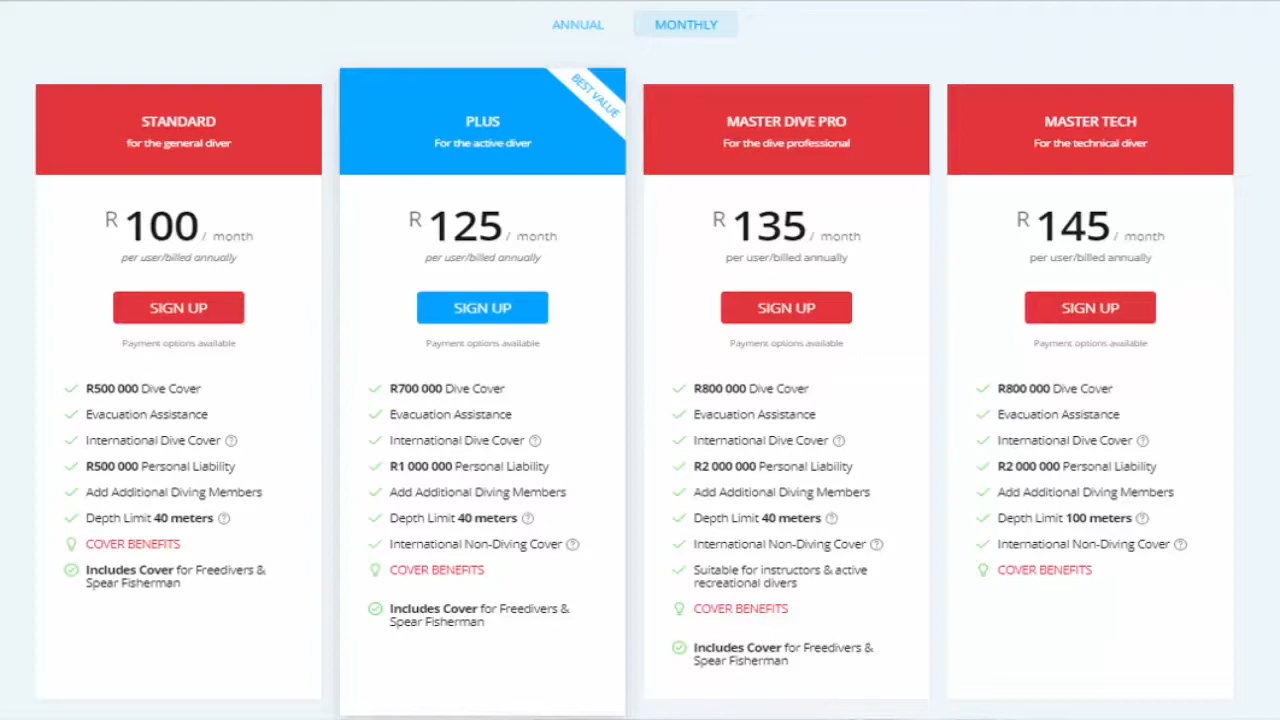 ANNUAL
MONTHLY
STANDARD
for the general diver
R 100 / month
per user/billed annually
SIGN UP
Payment options available
R500 000 Dive Cover
Evacuation Assistance
International Dive Cover ?
R500 000 Personal Liability
Add Additional Diving Members
Depth Limit 40 meters ?
COVER BENEFITS
Includes Cover for Freedivers &
Spear Fisherman
BEST VALUE
PLUS
For the active diver
R 125 / month
per user/billed annually
SIGN UP
Payment options available
R700 000 Dive Cover
Evacuation Assistance
International Dive Cover ?
R1 000 000 Personal Liability
Add Additional Diving Members
Depth Limit 40 meters ?
International Non-Diving Cover ?
COVER BENEFITS
Includes Cover for Freedivers &
Spear Fisherman
MASTER DIVE PRO
For the dive professional
R 135 / month
per user/billed annually
SIGN UP
Payment options available
R800 000 Dive Cover
Evacuation Assistance
International Dive Cover ?
R2 000 000 Personal Liability
Add Additional Diving Members
Depth Limit 40 meters ?
International Non-Diving Cover ?
Suitable for instructors & active
recreational divers
COVER BENEFITS
Includes Cover for Freedivers &
Spear Fisherman
MASTER TECH
For the technical diver
R 145 / month
per user/billed annually
SIGN UP
Payment options available
R800 000 Dive Cover
Evacuation Assistance
International Dive Cover ?
R2 000 000 Personal Liability
Add Additional Diving Members
Depth Limit 100 meters ?
International Non-Diving Cover ?
COVER BENEFITS